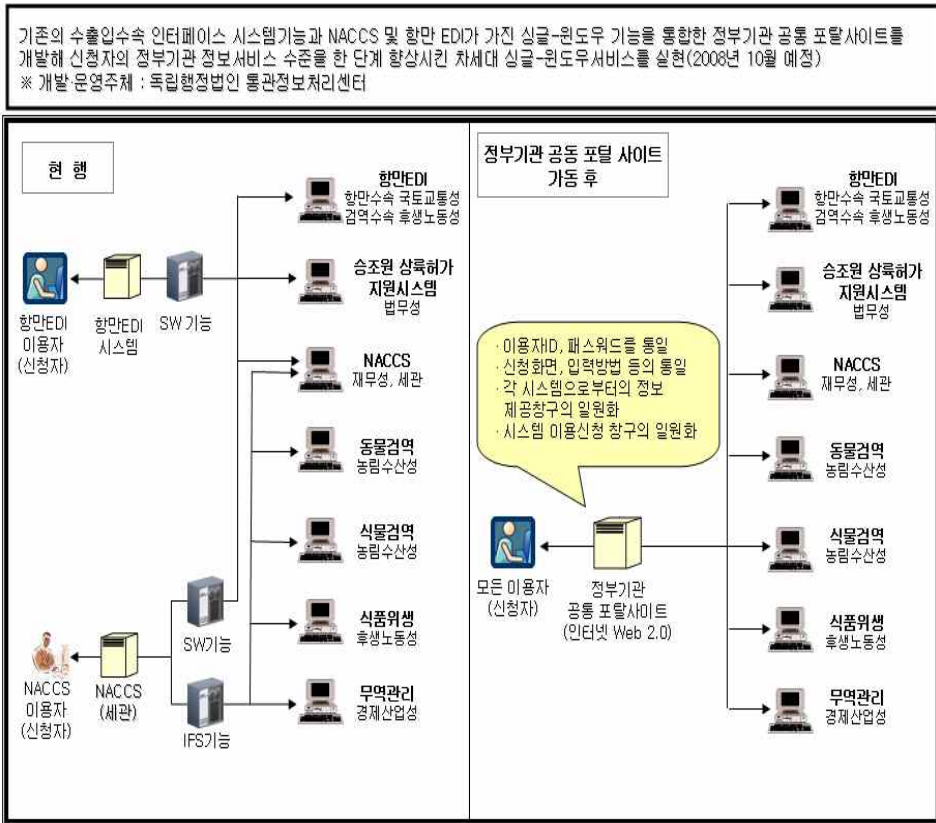 기존의 수출입수속 인터페이스 시스템기능과 NACCS 및 항만 EDI가 가진 싱글-윈도우 기능을 통합한 정부기관 공통 포탈사이트를
개발해 신청자의 정부기관 정보서비스 수준을 한 단계 향상시킨 차세대 싱글-윈도우서비스를 실현(2008년 10월 예정)
※ 개발·운영주체 : 독립행정법인 통관정보처리센터
현 행
항만EDI
항만수속 국토교통성
검역수속 후생노동성
승조원 상륙허가
지원시스템
법무성
항만EDI
이용자
(신청자)
항만EDI
시스템
SW 기능
NACCS
재무성, 세관
동물검역
농림수산성
식물검역
농림수산성
SW기능
식품위생
후생노동성
NACCS
이용자
(신청자)
NACCS
(세관)
IFS기능
무역관리
경제산업성
정부기관 공동 포털 사이트
가동 후
항만EDI
항만수속 국토교통성
검역수속 후생노동성
승조원 상륙허가
지원시스템
법무성
· 이용자ID, 패스워드를 통일
· 신청화면, 입력방법 등의 통일
· 각 시스템으로부터의 정보
제공창구의 일원화
· 시스템 이용신청 창구의 일원화
NACCS
재무성, 세관
동물검역
농림수산성
식물검역
농림수산성
모든 이용자
(신청자)
정부기관
공통 포탈사이트
(인터넷 Web 2.0)
식품위생
후생노동성
무역관리
경제산업성